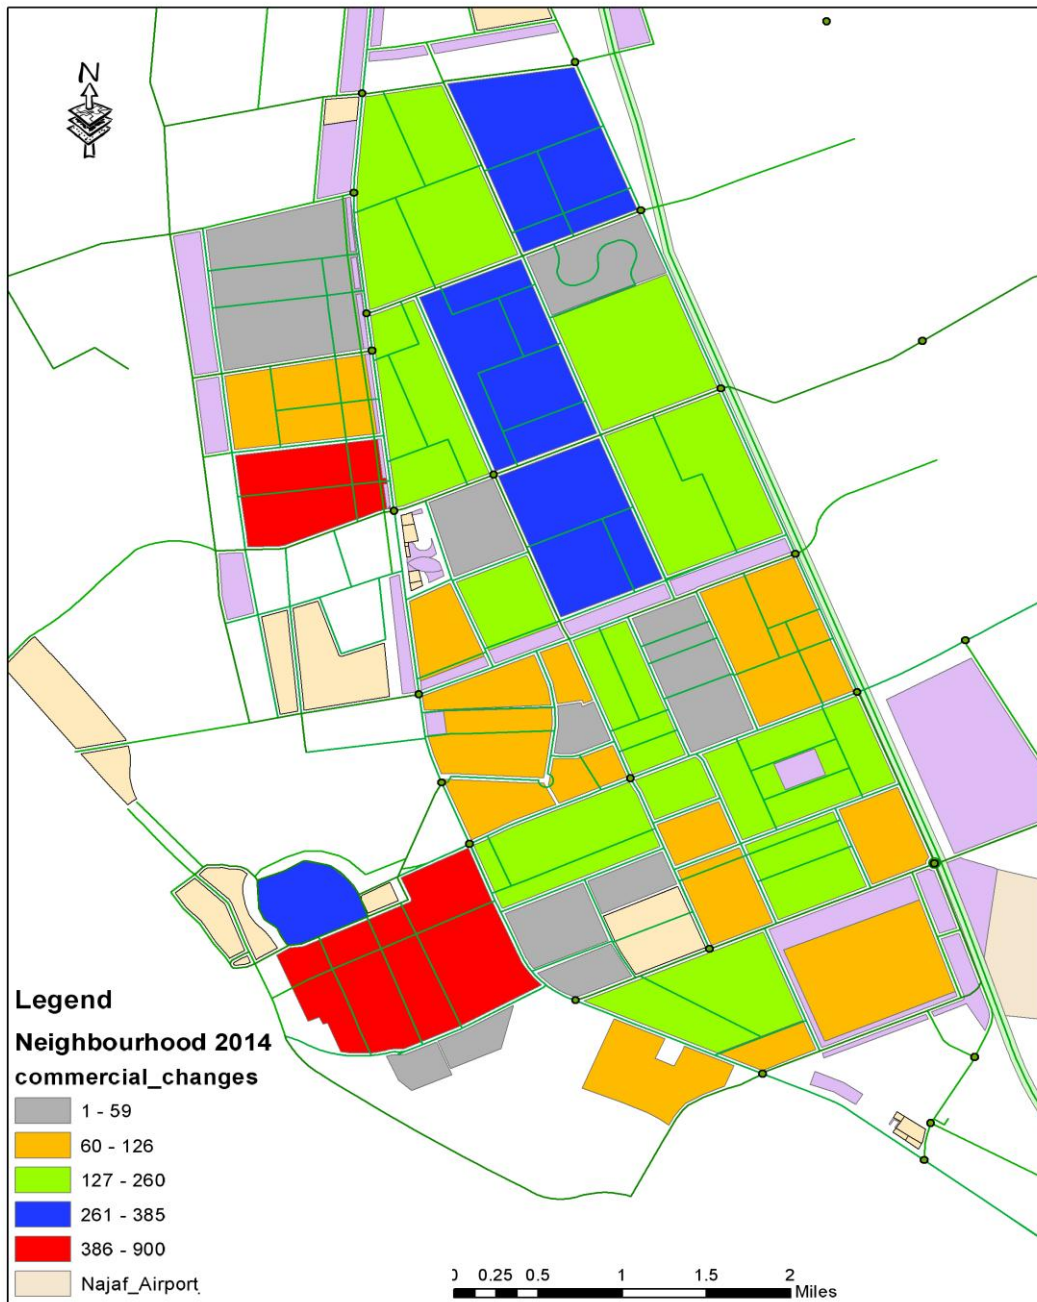 N
Legend
Neighbourhood 2014
commercial_changes
1 - 59
60 - 126
127 - 260
261 - 385
386 - 900
Najaf_Airport
0 0.25 0.5 1 1.5 2
Miles